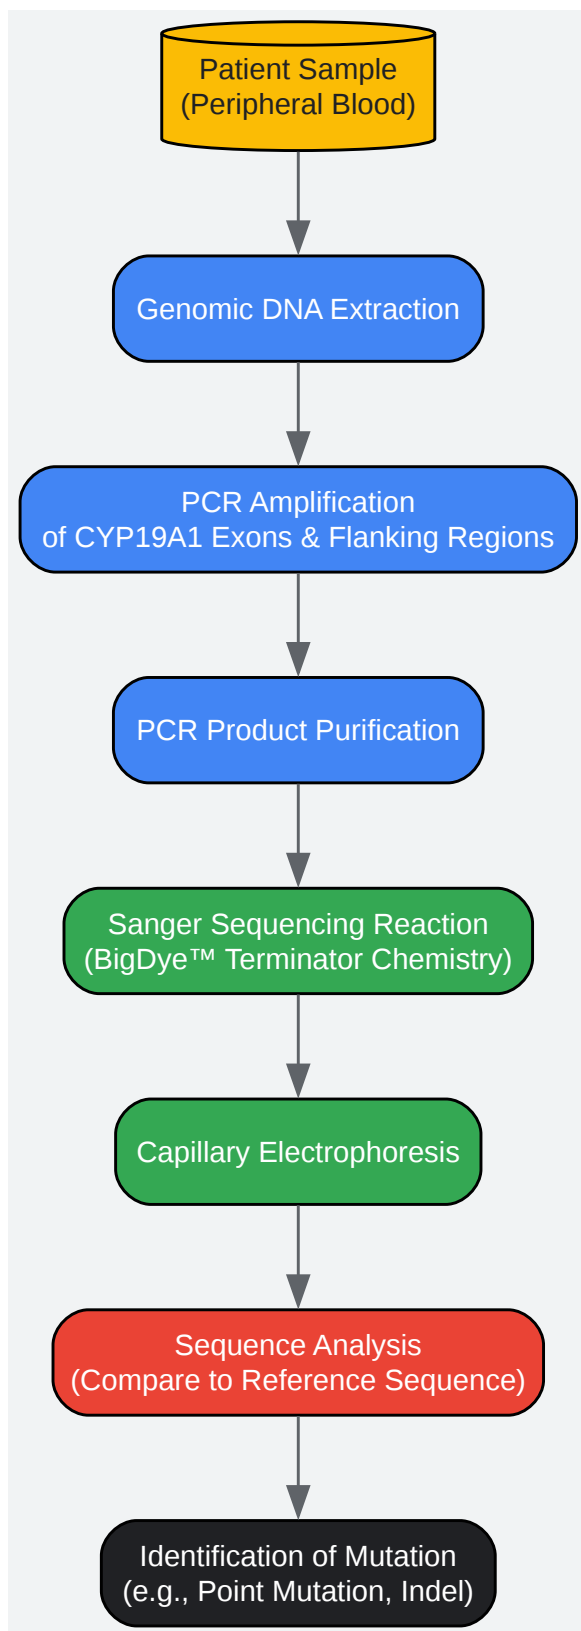 Patient Sample
(Peripheral Blood)
Genomic DNA Extraction
PCR Amplification
of CYP19A1 Exons & Flanking Regions
PCR Product Purification
Sanger Sequencing Reaction
(BigDye™ Terminator Chemistry)
Capillary Electrophoresis
Sequence Analysis
(Compare to Reference Sequence)
Identification of Mutation
(e.g., Point Mutation, Indel)